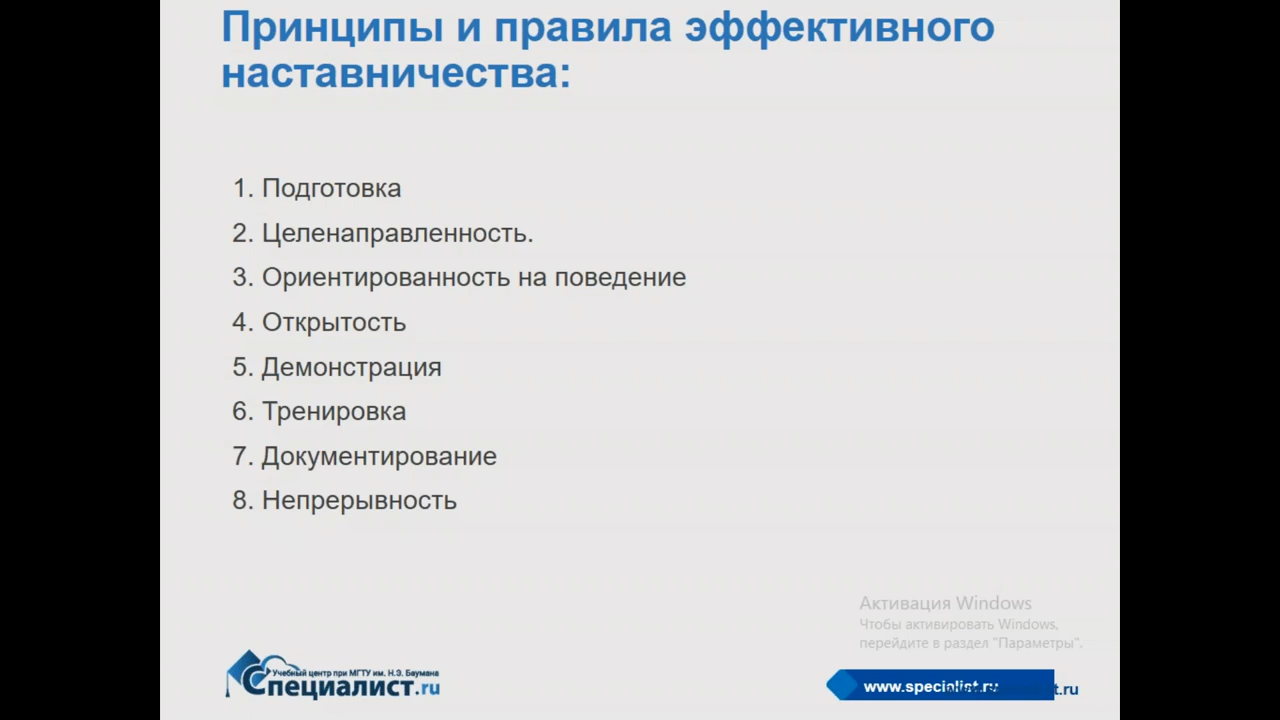 Принципы и правила эффективного
наставничества:
1. Подготовка
2. Целенаправленность.
3. Ориентированность на поведение
4. Открытость
5. Демонстрация
6. Тренировка
7. Документирование
8. Непрерывность
Активация Windows
Чтобы активировать Windows,
перейдите в раздел "Параметры".
Учебный центр при МГТУ им. Н.Э. Баумана
Специалист.ru
www.specialist.ru